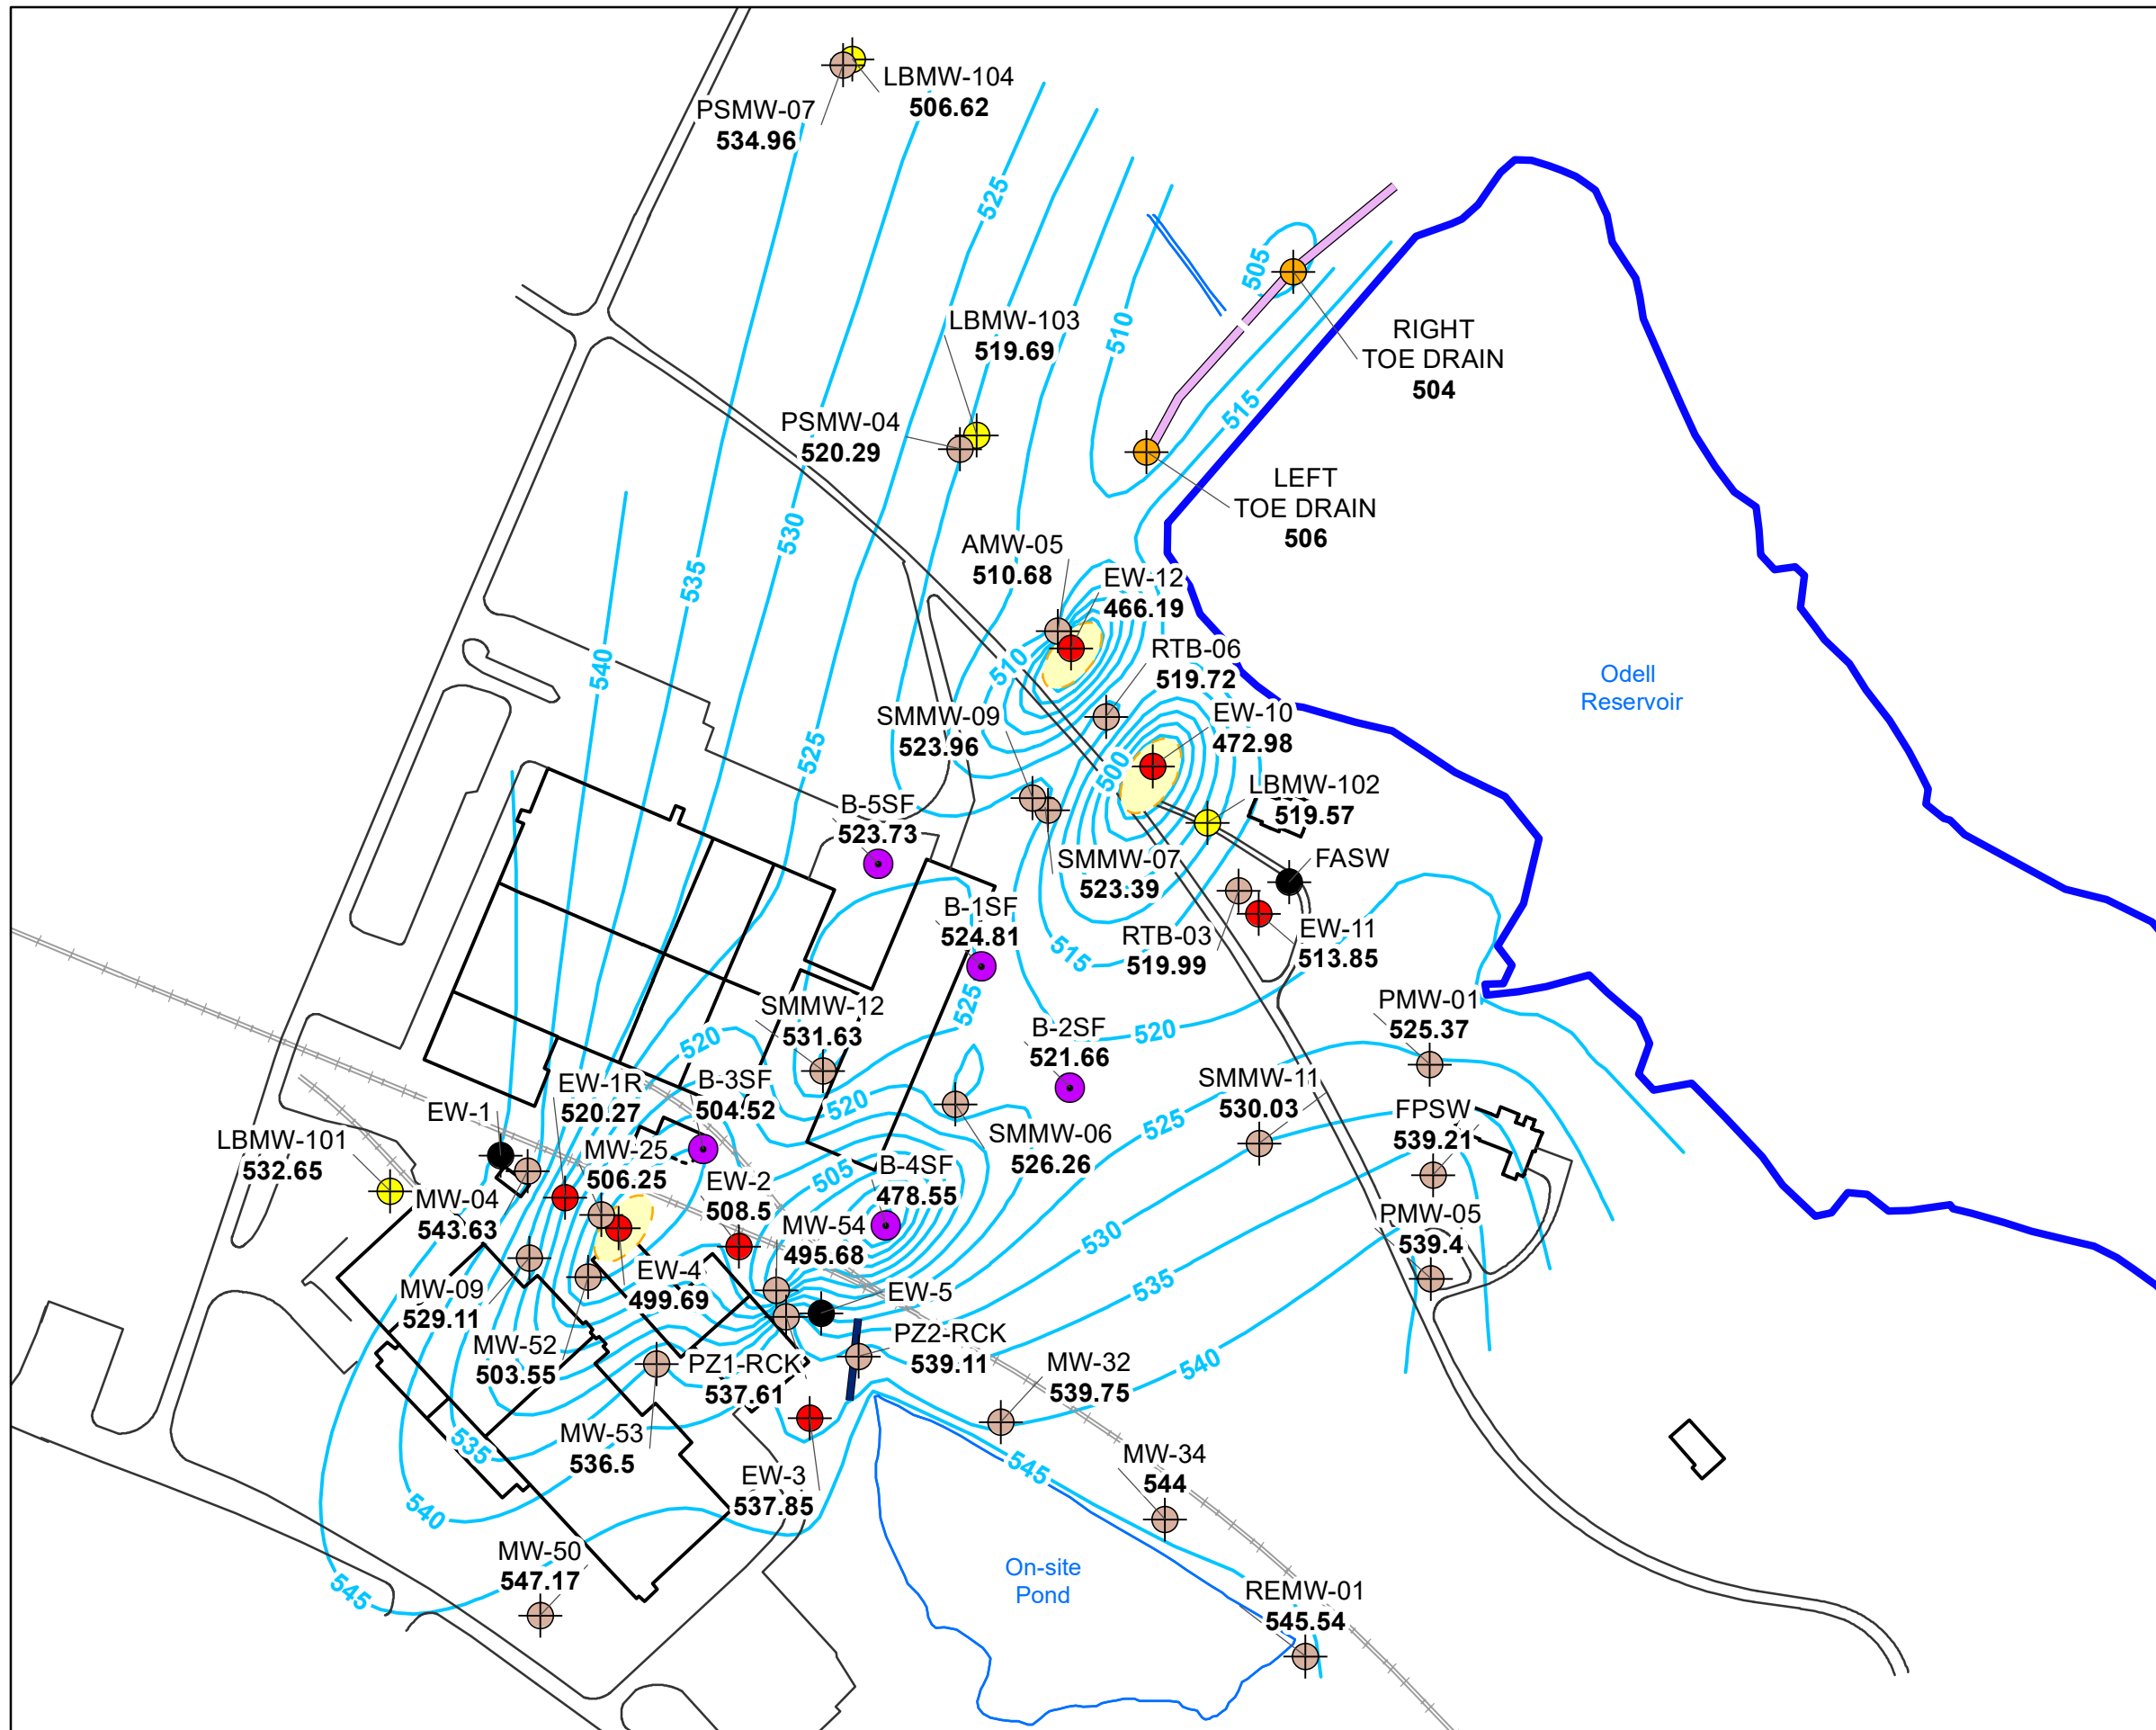 LBMW-104
506.62
PSMW-07
534.96
525
505
510
RIGHT
TOE DRAIN
504
LBMW-103
519.69
515
PSMW-04
520.29
LEFT
TOE DRAIN
506
530
535
AMW-05
510.68
EW-12
466.19
540
510
RTB-06
519.72
Odell
Reservoir
SMMW-09
523.96
EW-10
472.98
525
500
LBMW-102
519.57
B-5SF
523.73
SMMW-07
523.39
FASW
B-1SF
524.81
RTB-03
519.99
EW-11
513.85
515
525
SMMW-12
531.63
PMW-01
525.37
520
B-2SF
521.66
520
EW-1R
520.27
B-3SF
504.52
SMMW-11
530.03
EW-1
520
525
FPSW
539.21
LBMW-101
532.65
MW-25
506.25
SMMW-06
526.26
505
B-4SF
478.55
EW-2
508.5
MW-04
543.63
MW-54
495.68
530
PMW-05
539.4
EW-4
499.69
EW-5
535
MW-09
529.11
MW-52
503.55
PZ1-RCK
537.61
PZ2-RCK
539.11
MW-32
539.75
540
MW-53
536.5
535
EW-3
537.85
545
MW-34
544
540
MW-50
547.17
545
On-site
Pond
REMW-01
545.54